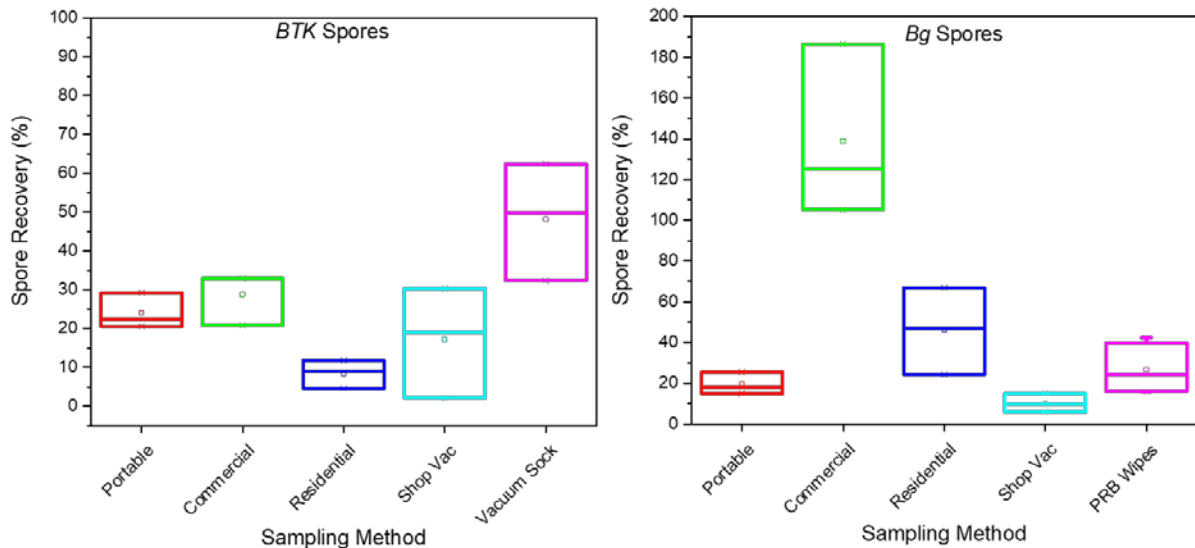 BTK Spores
100
90
80
70
60
50
40
30
20
10
0
Spore Recovery (%)
Portable
Commercial
Residential
Shop Vac
Vacuum Sock
Sampling Method
Bg Spores
200
180
160
140
120
100
80
60
40
20
0
Spore Recovery (%)
Portable
Commercial
Residential
Shop Vac
PRB Wipes
Sampling Method